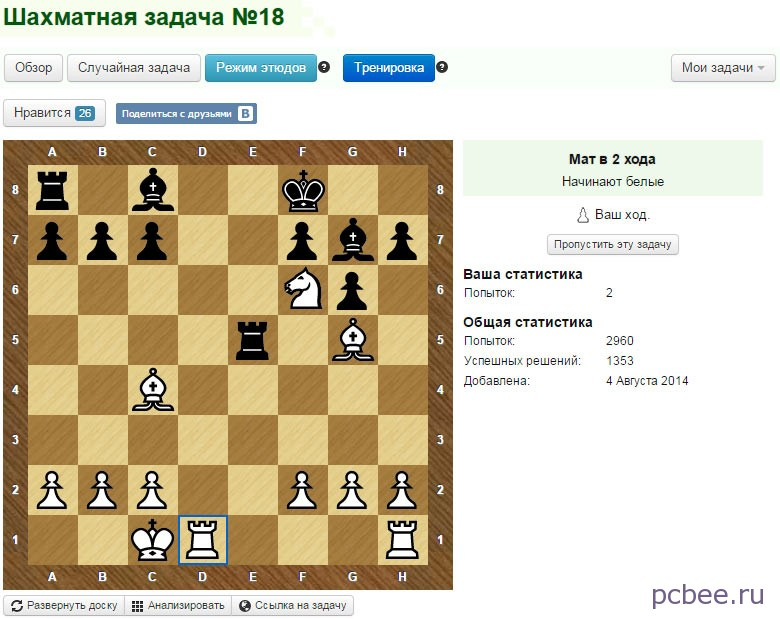 Шахматная задача №18
Обзор Случайная задача Режим этюдов ? Тренировка ? Мои задачи
Нравится 26 Поделиться с друзьями B
A B C D E F G H
8 8
7 7
6 6
5 5
4 4
3 3
2 2
1 1
A B C D E F G H
Развернуть доску Анализировать Ссылка на задачу
Мат в 2 хода
Начинают белые
Ваш ход.
Пропустить эту задачу
Ваша статистика
Попыток: 2
Общая статистика
Попыток: 2960
Успешных решений: 1353
Добавлена: 4 Августа 2014
pcbee.ru